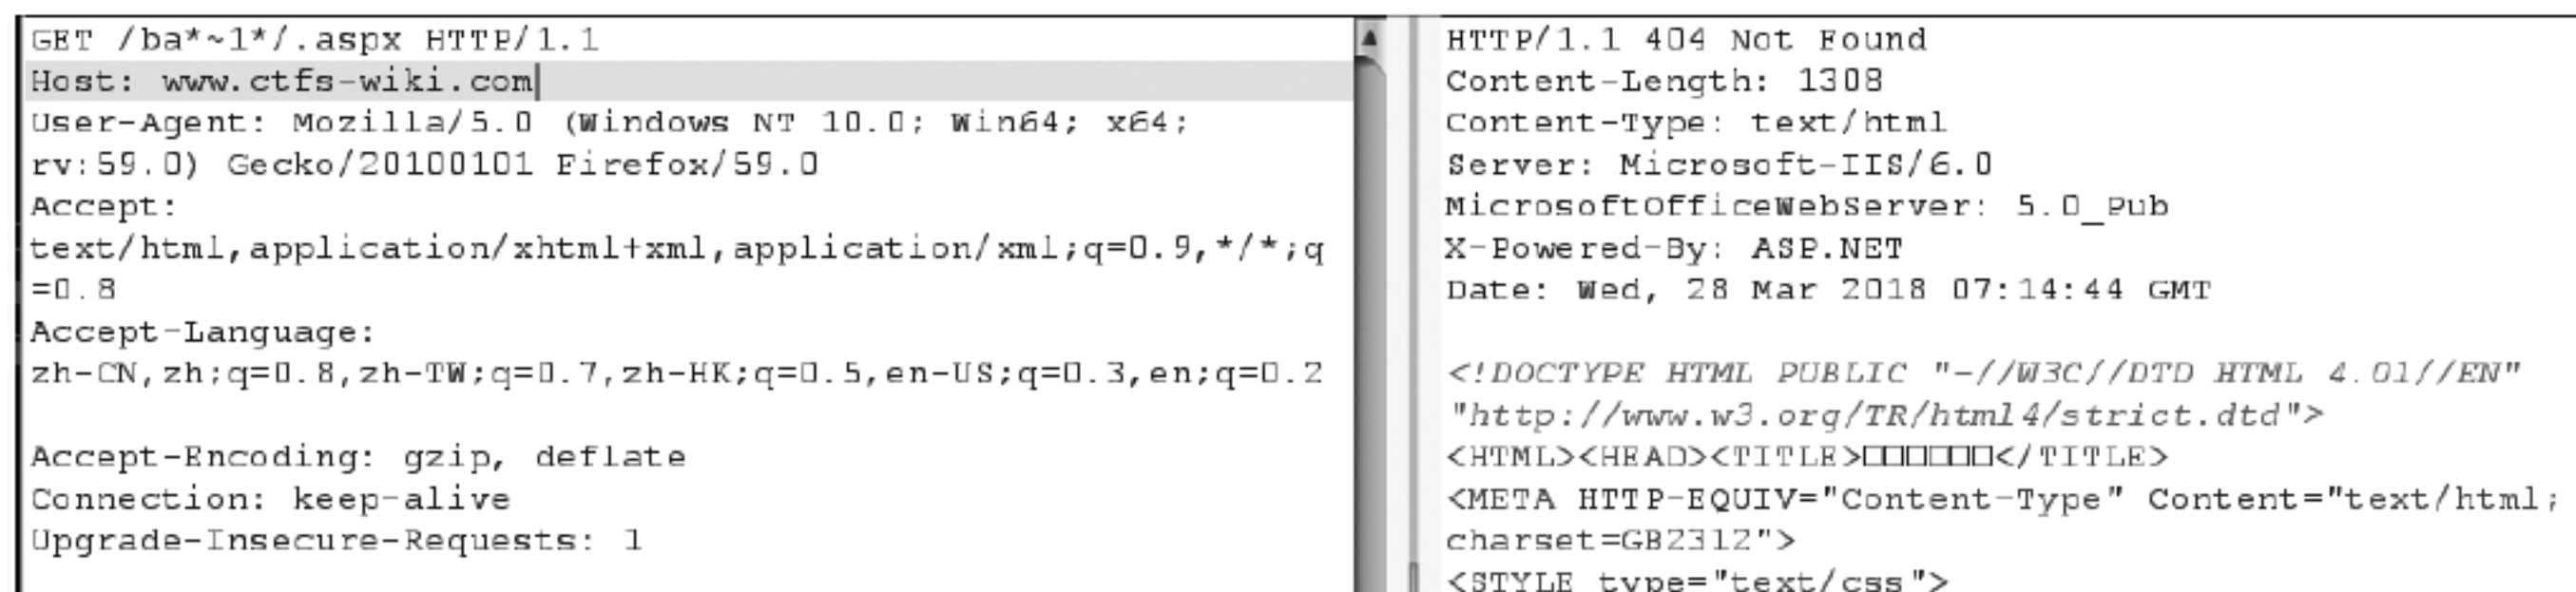 GET /ba*~1*/.aspx HTTP/1.1
Host: www.ctfs-wiki.com
User-Agent: Mozilla/5.0 (Windows NT 10.0; Win64; x64;
rv:59.0) Gecko/20100101 Firefox/59.0
Accept:
text/html,application/xhtml+xml,application/xml;q=0.9,*/*;q
=0.8
Accept-Language:
zh-CN,zh;q=0.8,zh-TW;q=0.7,zh-HK;q=0.5,en-US;q=0.3,en;q=0.2
Accept-Encoding: gzip, deflate
Connection: keep-alive
Upgrade-Insecure-Requests: 1
HTTP/1.1 404 Not Found
Content-Length: 1308
Content-Type: text/html
Server: Microsoft-IIS/6.0
MicrosoftOfficeWebServer: 5.0_Pub
X-Powered-By: ASP.NET
Date: Wed, 28 Mar 2018 07:14:44 GMT
<!DOCTYPE HTML PUBLIC "-//W3C//DTD HTML 4.01//EN"
"http://www.w3.org/TR/html4/strict.dtd">
<HTML><HEAD><TITLE>□□□□□□</TITLE>
<META HTTP-EQUIV="Content-Type" Content="text/html;
charset=GB2312">
<STYLE type="text/css">